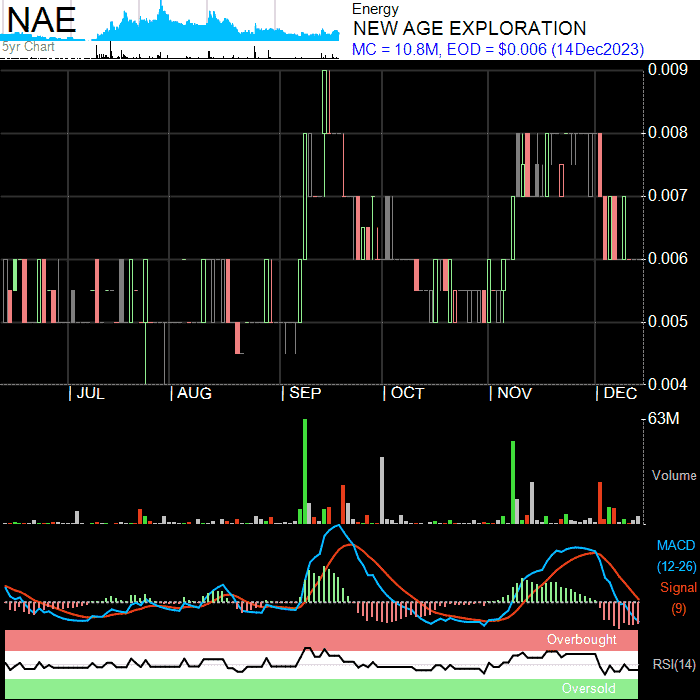 NAE
5yr Chart
Energy
NEW AGE EXPLORATION
MC = 10.8M, EOD = $0.006 (14Dec2023)
0.009
0.008
0.007
0.006
0.005
0.004
| JUL | AUG | SEP | OCT | NOV | DEC
63M
Volume
MACD
(12-26)
Signal
(9)
Overbought
RSI(14)
Oversold